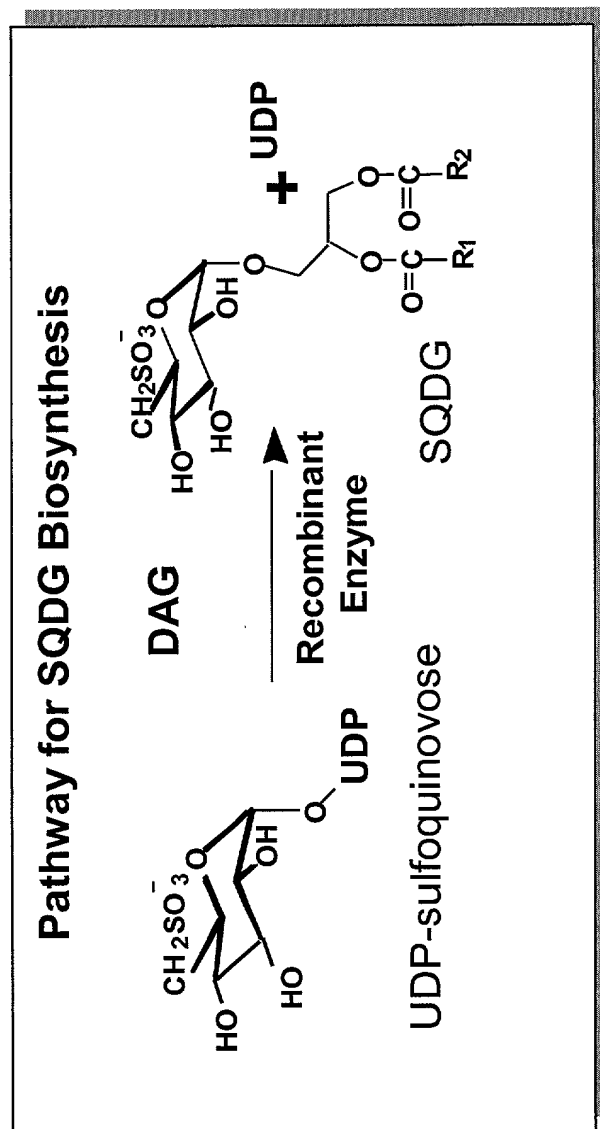 Pathway for SQDG Biosynthesis
CH2SO3−
O
HO
HO
OH
O
UDP
UDP-sulfoquinovose
DAG
Recombinant
Enzyme
CH2SO3−
O
HO
HO
OH
O
O
O
O=C
O=C
R1
R2
SQDG
+ UDP